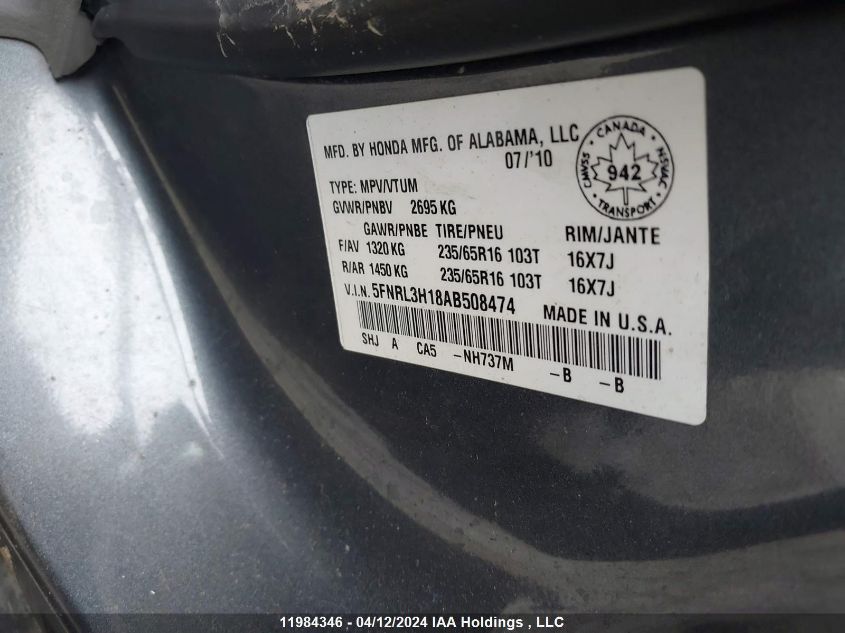 MFD. BY HONDA MFG. OF ALABAMA, LLC
07/'10
CANADA
CMVSS 942 NSVAC
TRANSPORT
TYPE: MPV/VTUM
GVWR/PNBV 2695 KG
GAWR/PNBE TIRE/PNEU RIM/JANTE
F/AV 1320 KG 235/65R16 103T 16X7J
R/AR 1450 KG 235/65R16 103T 16X7J
V.I.N. 5FNRL3H18AB508474 MADE IN U.S.A.
SHJ A CA5 -NH737M -B -B
11984346 - 04/12/2024 IAA Holdings , LLC